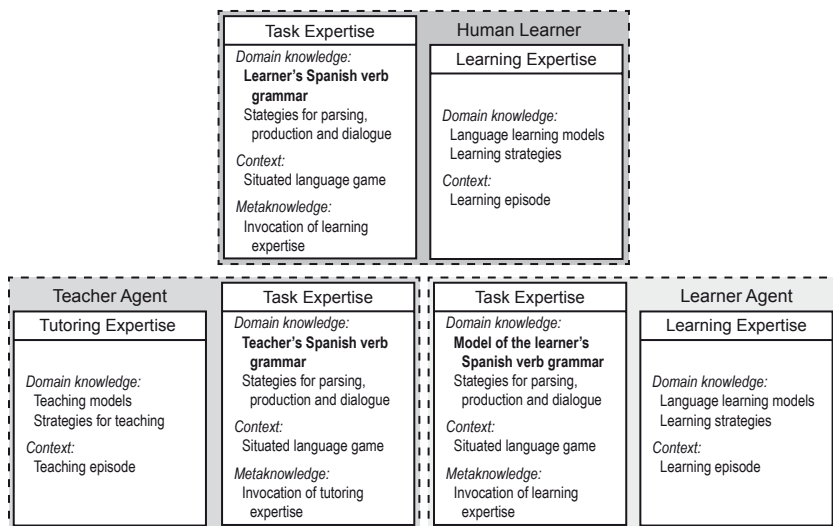 Task Expertise
Domain knowledge:
Learner's Spanish verb
grammar
Stategies for parsing,
production and dialogue
Context:
Situated language game
Metaknowledge:
Invocation of learning
expertise
Human Learner
Learning Expertise
Domain knowledge:
Language learning models
Learning strategies
Context:
Learning episode
Teacher Agent
Tutoring Expertise
Domain knowledge:
Teaching models
Strategies for teaching
Context:
Teaching episode
Task Expertise
Domain knowledge:
Teacher's Spanish verb
grammar
Stategies for parsing,
production and dialogue
Context:
Situated language game
Metaknowledge:
Invocation of tutoring
expertise
Task Expertise
Domain knowledge:
Model of the learner's
Spanish verb grammar
Stategies for parsing,
production and dialogue
Context:
Situated language game
Metaknowledge:
Invocation of learning
expertise
Learner Agent
Learning Expertise
Domain knowledge:
Language learning models
Learning strategies
Context:
Learning episode